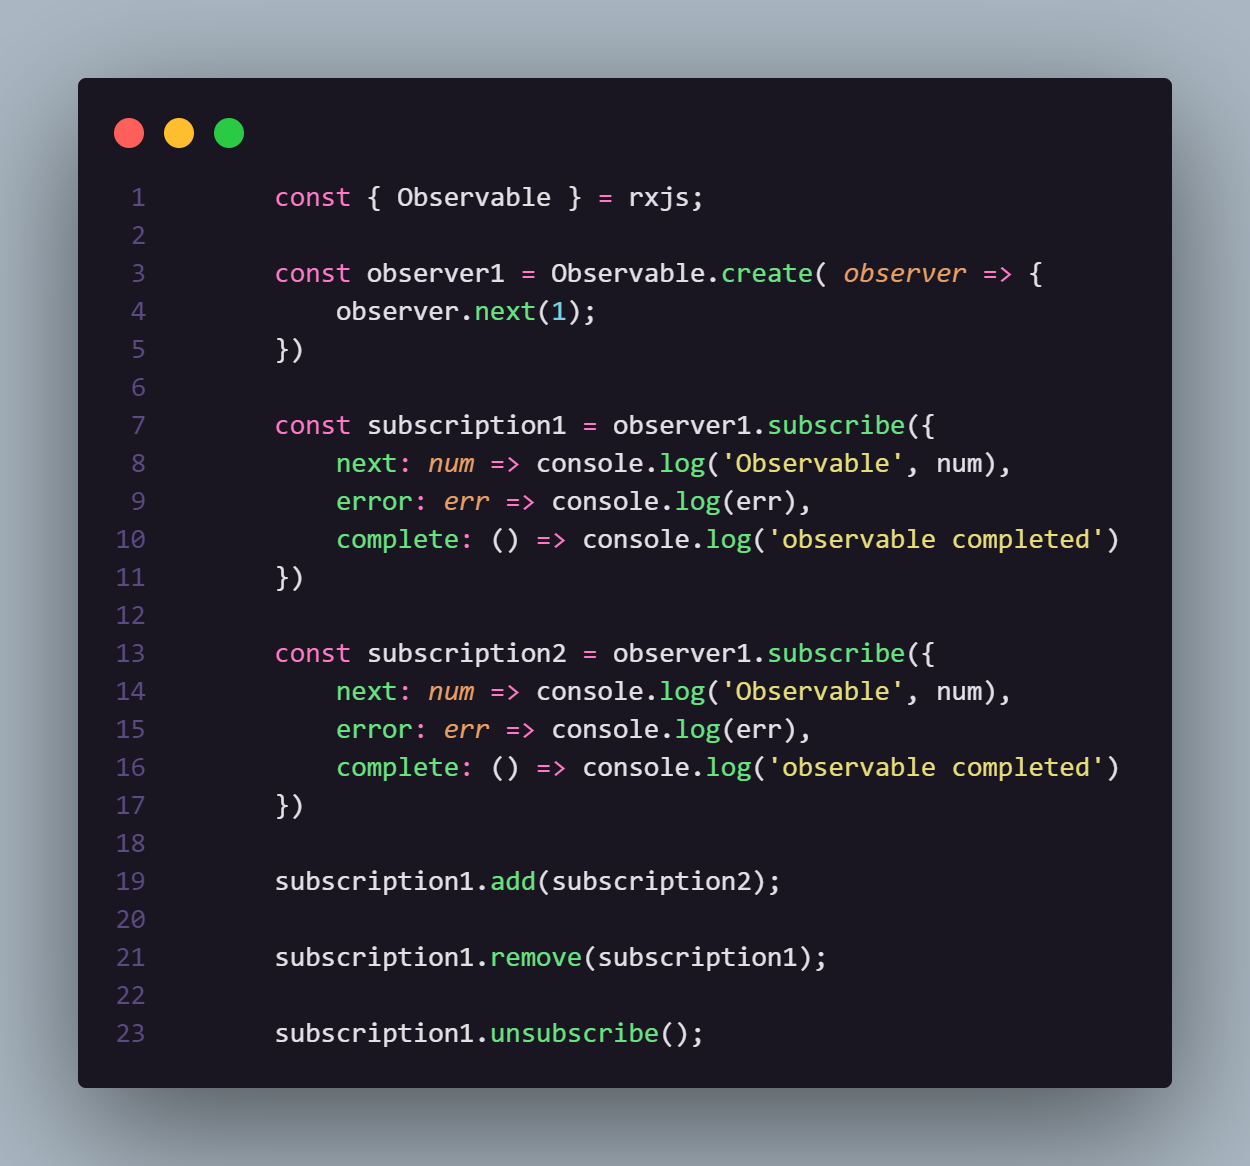 1 const { Observable } = rxjs;
2
3 const observer1 = Observable.create( observer => {
4     observer.next(1);
5 })
6
7 const subscription1 = observer1.subscribe({
8     next: num => console.log('Observable', num),
9     error: err => console.log(err),
10     complete: () => console.log('observable completed')
11 })
12
13 const subscription2 = observer1.subscribe({
14     next: num => console.log('Observable', num),
15     error: err => console.log(err),
16     complete: () => console.log('observable completed')
17 })
18
19 subscription1.add(subscription2);
20
21 subscription1.remove(subscription1);
22
23 subscription1.unsubscribe();